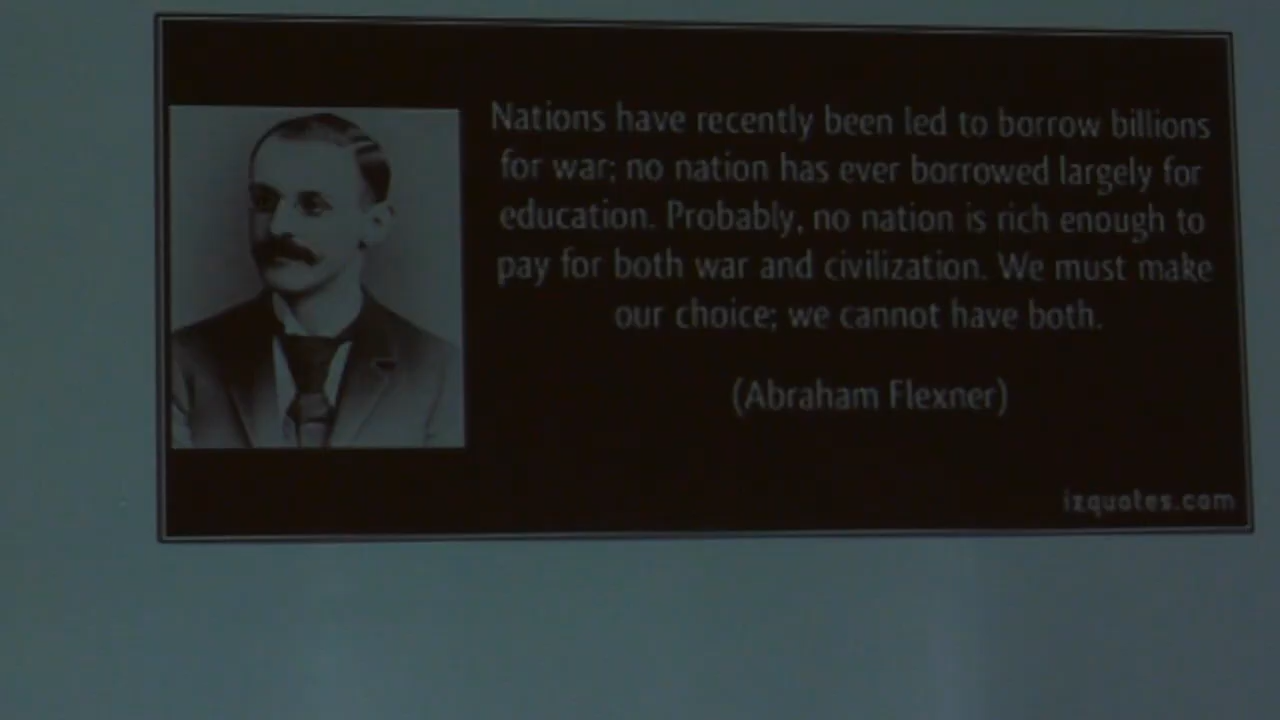 Nations have recently been led to borrow billions
for war; no nation has ever borrowed largely for
education. Probably, no nation is rich enough to
pay for both war and civilization. We must make
our choice; we cannot have both.
(Abraham Flexner)
izquotes.com